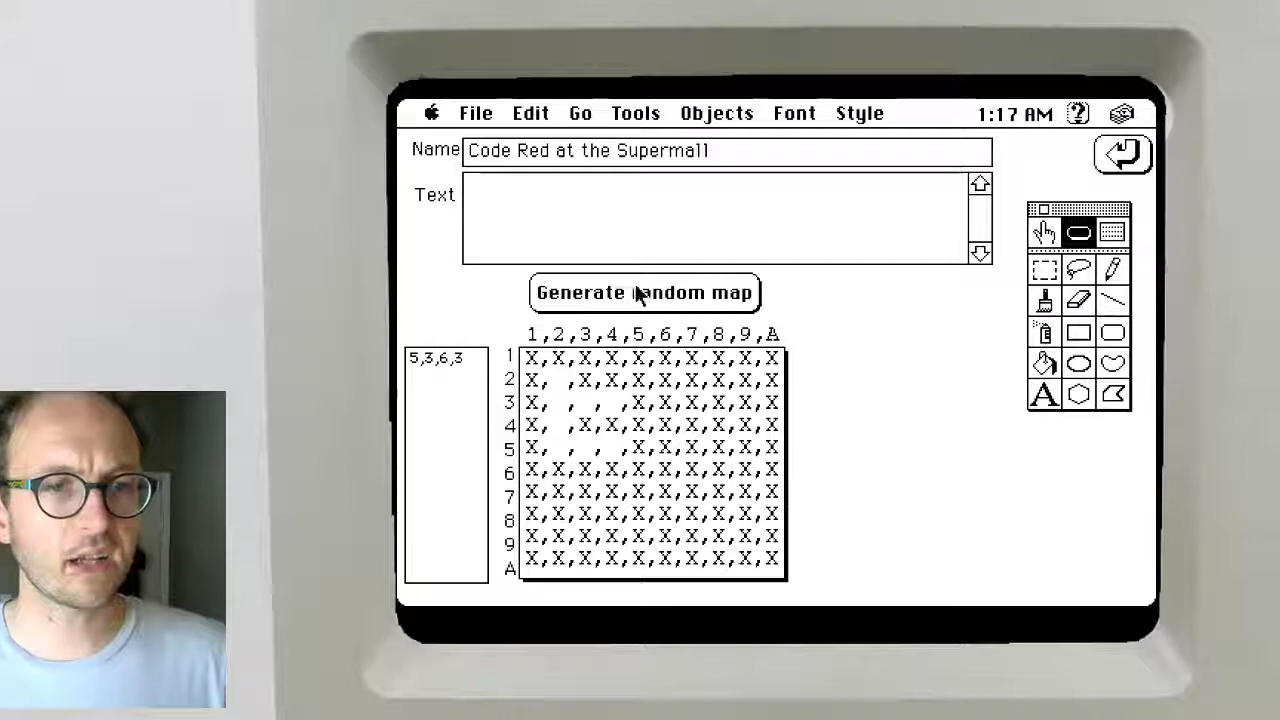 File Edit Go Tools Objects Font Style 1:17 AM ?
Name Code Red at the Supermall
Text
Generate random map
1,2,3,4,5,6,7,8,9,A
5,3,6,3
1 X,X,X,X,X,X,X,X,X,X
2 X, ,X,X,X,X,X,X,X,X
3 X, , , ,X,X,X,X,X,X
4 X, ,X,X,X,X,X,X,X,X
5 X, , , ,X,X,X,X,X,X
6 X,X,X,X,X,X,X,X,X,X
7 X,X,X,X,X,X,X,X,X,X
8 X,X,X,X,X,X,X,X,X,X
9 X,X,X,X,X,X,X,X,X,X
A X,X,X,X,X,X,X,X,X,X
A